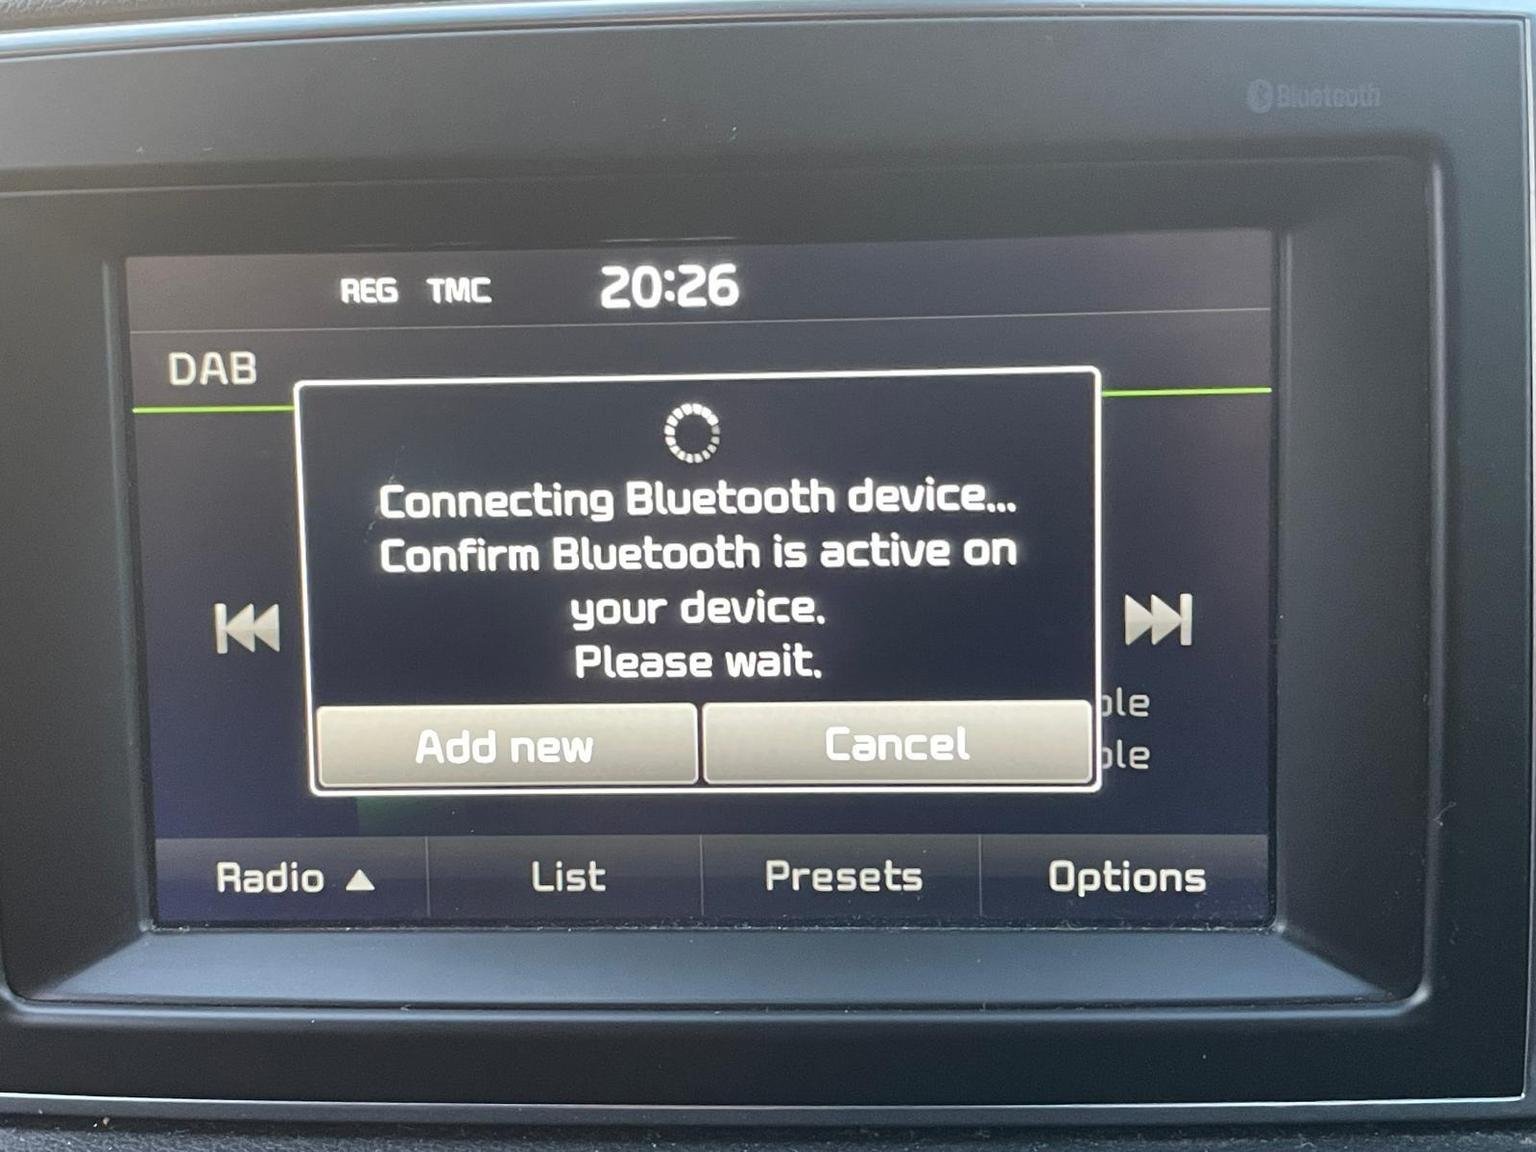 Bluetooth
REG TMC 20:26
DAB
Connecting Bluetooth device...
Confirm Bluetooth is active on
your device.
Please wait.
Add new Cancel
Radio ▲ List Presets Options